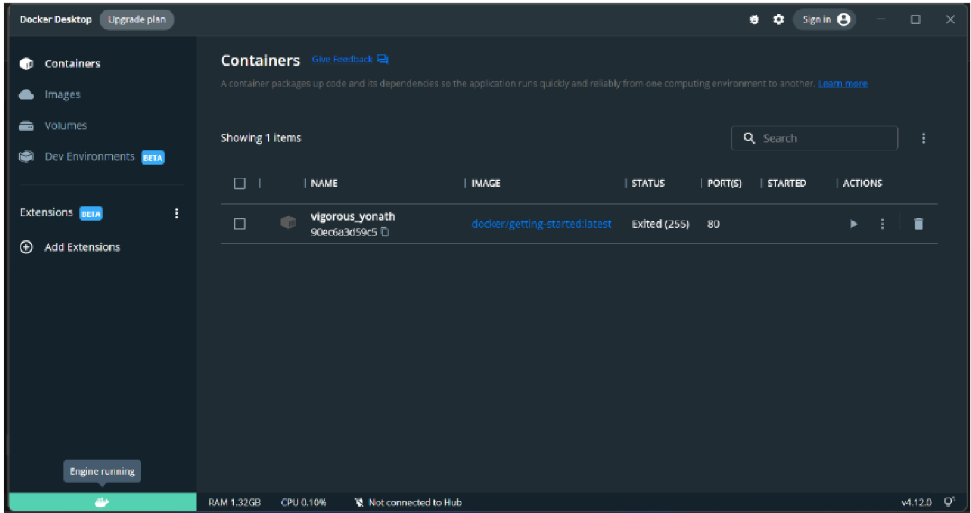 Docker Desktop Upgrade plan Sign in
Containers
Images
Volumes
Dev Environments BETA
Extensions BETA
Add Extensions
Containers Give Feedback
A container packages up code and its dependencies so the application runs quickly and reliably from one computing environment to another. Learn more
Showing 1 items Search
NAME IMAGE STATUS PORT(S) STARTED ACTIONS
vigorous_yonath docker/getting-started:latest Exited (255) 80
90ec6a3d59c5
Engine running
RAM 1.32GB CPU 0.10% Not connected to Hub v4.12.0